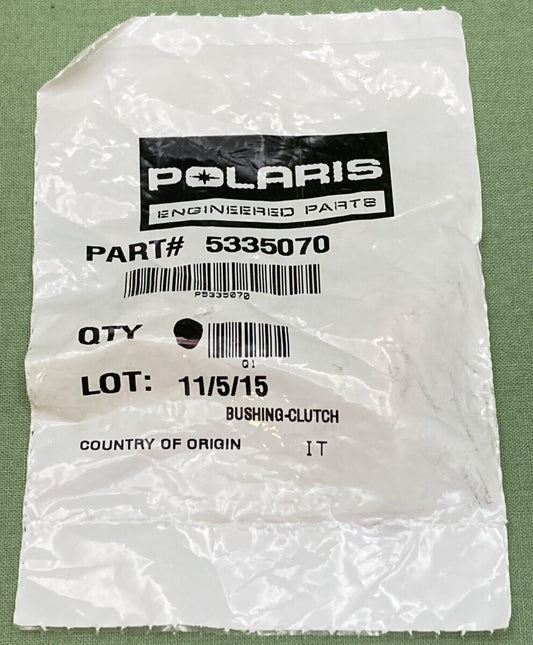 POLARIS
ENGINEERED PARTS
PART# 5335070
P5335070
QTY
Q1
LOT: 11/5/15
BUSHING-CLUTCH
COUNTRY OF ORIGIN IT